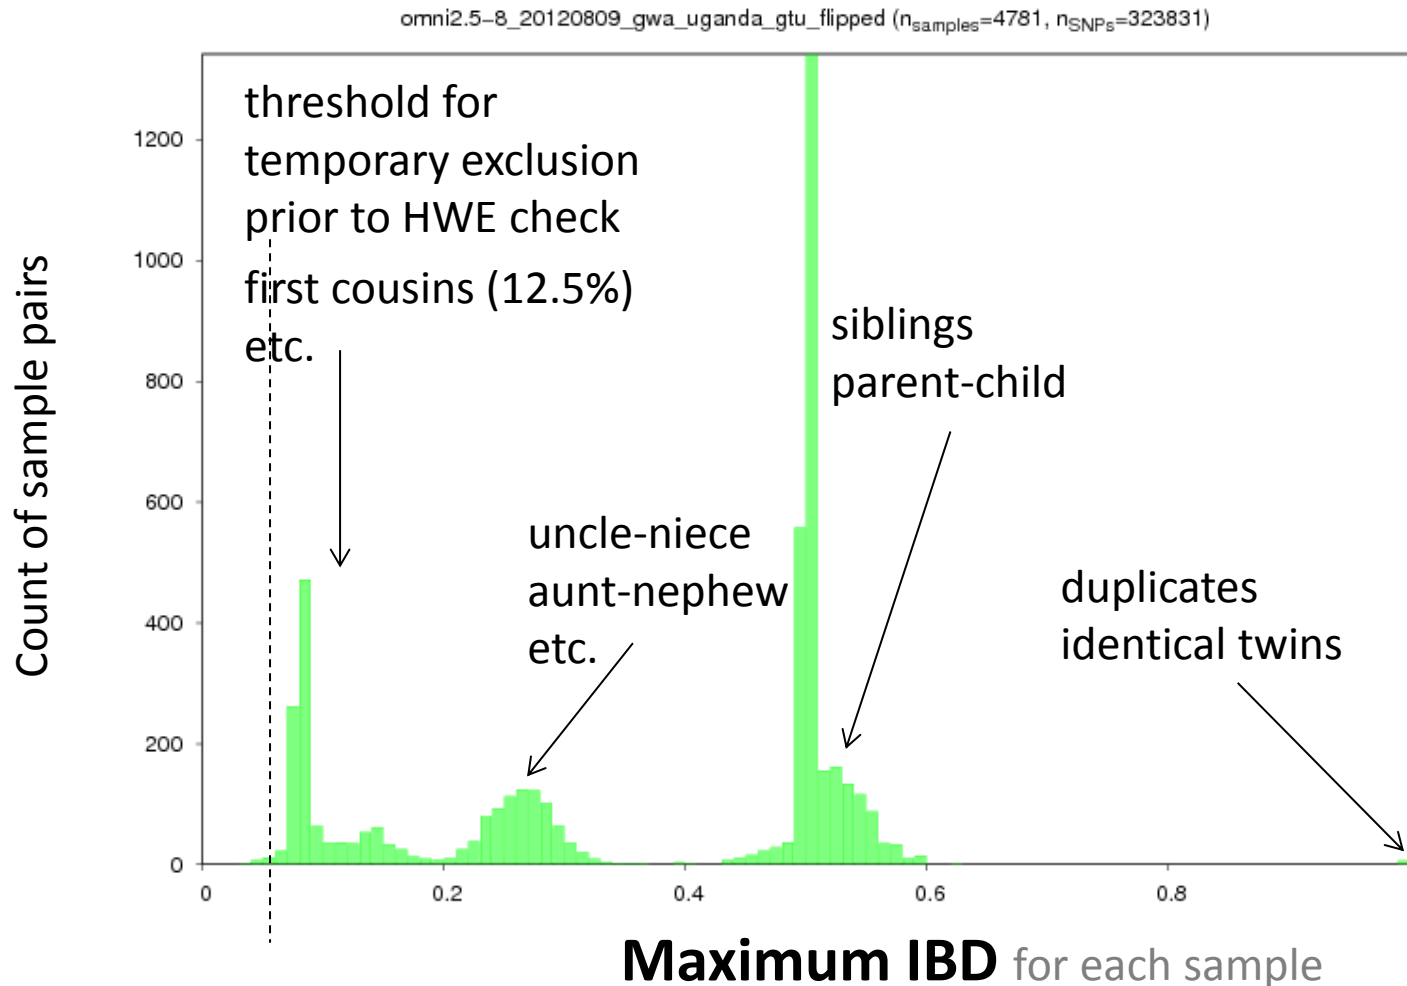 omni2.5-8_20120809_gwa_uganda_gtu_flipped (nsamples=4781, nSNPs=323831)
threshold for
temporary exclusion
prior to HWE check
first cousins (12.5%)
etc.
siblings
parent-child
uncle-niece
aunt-nephew
etc.
duplicates
identical twins
Count of sample pairs
1200
1000
800
600
400
200
0
0 0.2 0.4 0.6 0.8
Maximum IBD for each sample